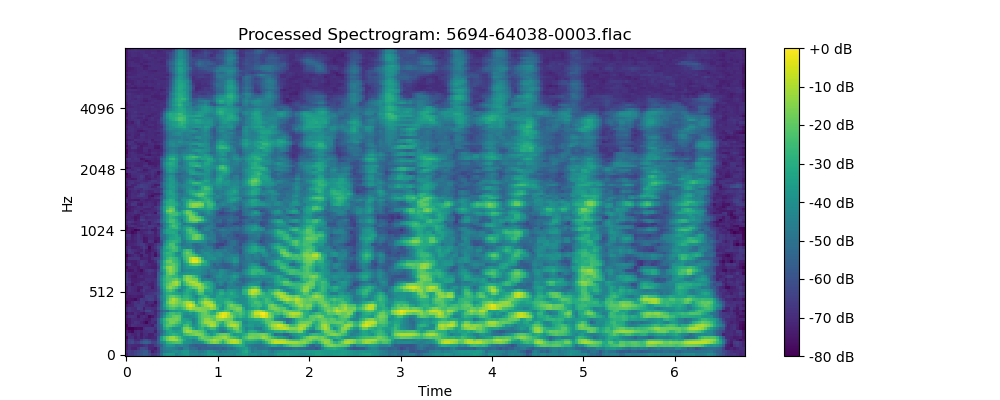 Processed Spectrogram: 5694-64038-0003.flac
Hz
4096
2048
1024
512
0
0 1 2 3 4 5 6
Time
+0 dB
-10 dB
-20 dB
-30 dB
-40 dB
-50 dB
-60 dB
-70 dB
-80 dB